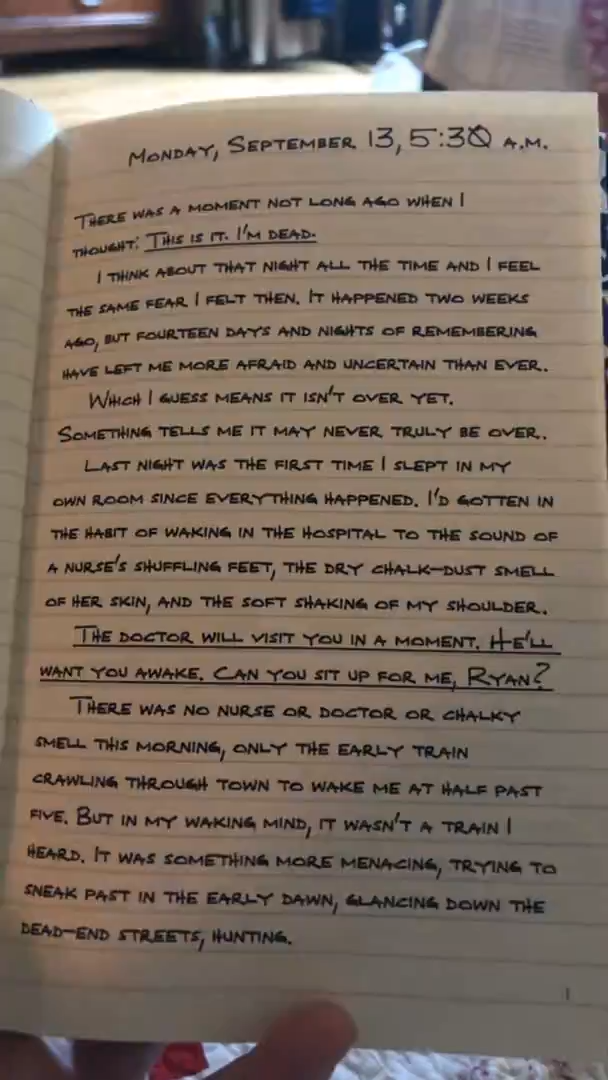 MONDAY, SEPTEMBER 13, 5:30 A.M.
THERE WAS A MOMENT NOT LONG AGO WHEN I
THOUGHT: THIS IS IT. I'M DEAD.
I THINK ABOUT THAT NIGHT ALL THE TIME AND I FEEL
THE SAME FEAR I FELT THEN. IT HAPPENED TWO WEEKS
AGO, BUT FOURTEEN DAYS AND NIGHTS OF REMEMBERING
HAVE LEFT ME MORE AFRAID AND UNCERTAIN THAN EVER.
WHICH I GUESS MEANS IT ISN'T OVER YET.
SOMETHING TELLS ME IT MAY NEVER TRULY BE OVER.
LAST NIGHT WAS THE FIRST TIME I SLEPT IN MY
OWN ROOM SINCE EVERYTHING HAPPENED. I'D GOTTEN IN
THE HABIT OF WAKING IN THE HOSPITAL TO THE SOUND OF
A NURSE'S SHUFFLING FEET, THE DRY CHALK-DUST SMELL
OF HER SKIN, AND THE SOFT SHAKING OF MY SHOULDER.
THE DOCTOR WILL VISIT YOU IN A MOMENT. HE'LL
WANT YOU AWAKE. CAN YOU SIT UP FOR ME, RYAN?
THERE WAS NO NURSE OR DOCTOR OR CHALKY
SMELL THIS MORNING, ONLY THE EARLY TRAIN
CRAWLING THROUGH TOWN TO WAKE ME AT HALF PAST
FIVE. BUT IN MY WAKING MIND, IT WASN'T A TRAIN I
HEARD. IT WAS SOMETHING MORE MENACING, TRYING TO
SNEAK PAST IN THE EARLY DAWN, GLANCING DOWN THE
DEAD-END STREETS, HUNTING.
1